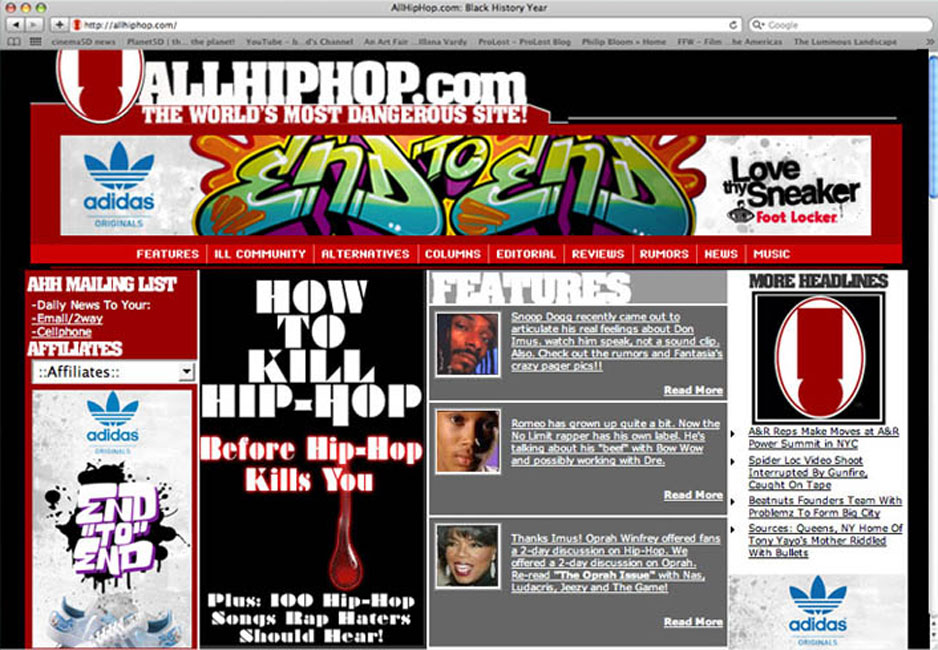 AllHipHop.com: Black History Year
http://allhiphop.com/
Google
cinema5D news
Planet5D | th... the planet!
YouTube – b...d's Channel
An Art Fair ...Illana Vardy
ProLost – ProLost Blog
Philip Bloom » Home
FFW – Film ...he Americas
The Luminous Landscape
ALLHIPHOP.com
THE WORLD'S MOST DANGEROUS SITE!
adidas
ORIGINALS
END "TO" END
Love
thy Sneaker
Foot Locker.
FEATURES
ILL COMMUNITY
ALTERNATIVES
COLUMNS
EDITORIAL
REVIEWS
RUMORS
NEWS
MUSIC
AHH MAILING LIST
-Daily News To Your:
-Email/2way
-Cellphone
AFFILIATES
::Affiliates::
adidas
ORIGINALS
END
"TO"
END
HOW
TO
KILL
HIP-HOP
Before Hip-Hop
Kills You
Plus: 100 Hip-Hop
Songs Rap Haters
Should Hear!
FEATURES
Snoop Dogg recently came out to
articulate his real feelings about Don
Imus. watch him speak, not a sound clip.
Also. Check out the rumors and Fantasia's
crazy pager pics!!
Read More
Romeo has grown up quite a bit. Now the
No Limit rapper has his own label. He's
talking about his "beef" with Bow Wow
and possibly working with Dre.
Read More
Thanks Imus! Oprah Winfrey offered fans
a 2-day discussion on Hip-Hop. We
offered a 2-day discussion on Oprah.
Re-read "The Oprah Issue" with Nas,
Ludacris, Jeezy and The Game!
Read More
MORE HEADLINES
A&R Reps Make Moves at A&R
Power Summit in NYC
Spider Loc Video Shoot
Interrupted By Gunfire,
Caught On Tape
Beatnuts Founders Team With
Problemz To Form Big City
Sources: Queens, NY Home Of
Tony Yayo's Mother Riddled
With Bullets
adidas
ORIGINALS